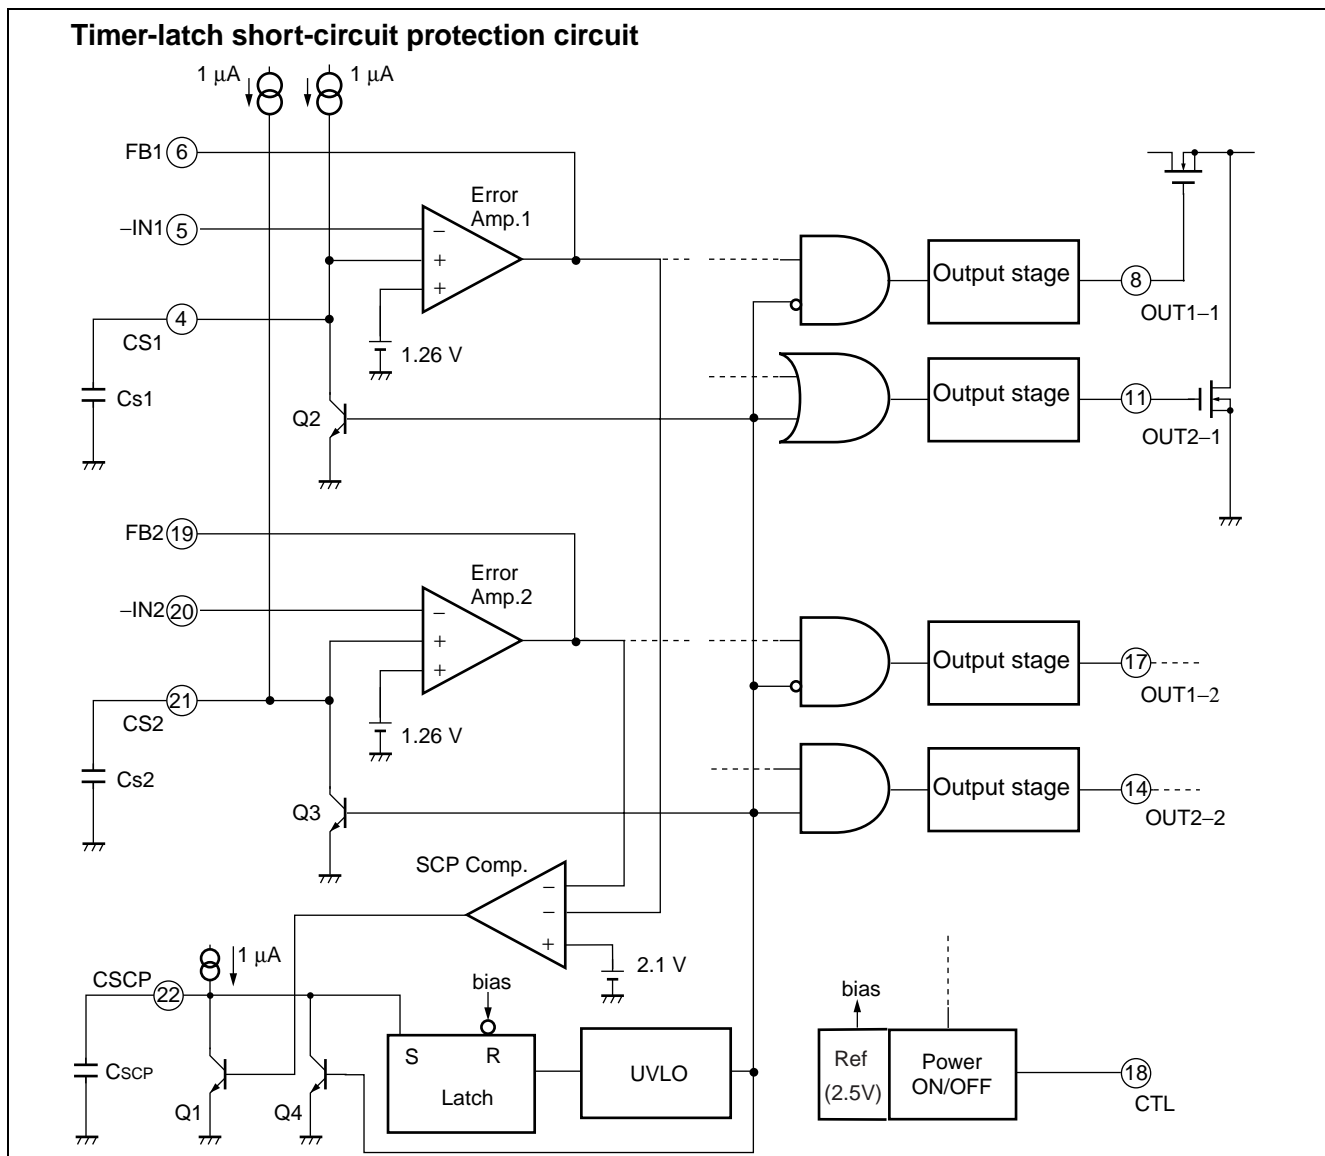 Timer-latch short-circuit protection circuit
1 μA
1 μA
FB1 6
Error
Amp.1
−IN1 5
−
+
+
Output stage
8
OUT1−1
4
CS1
1.26 V
Cs1
Q2
Output stage
11
OUT2−1
FB2 19
Error
Amp.2
−IN2 20
−
+
+
Output stage
17
OUT1−2
21
CS2
1.26 V
Cs2
Q3
Output stage
14
OUT2−2
SCP Comp.
−
−
+
2.1 V
1 μA
CSCP 22
bias
bias
CSCP
S R
Latch
UVLO
Ref
(2.5V)
Power
ON/OFF
18
CTL
Q1
Q4